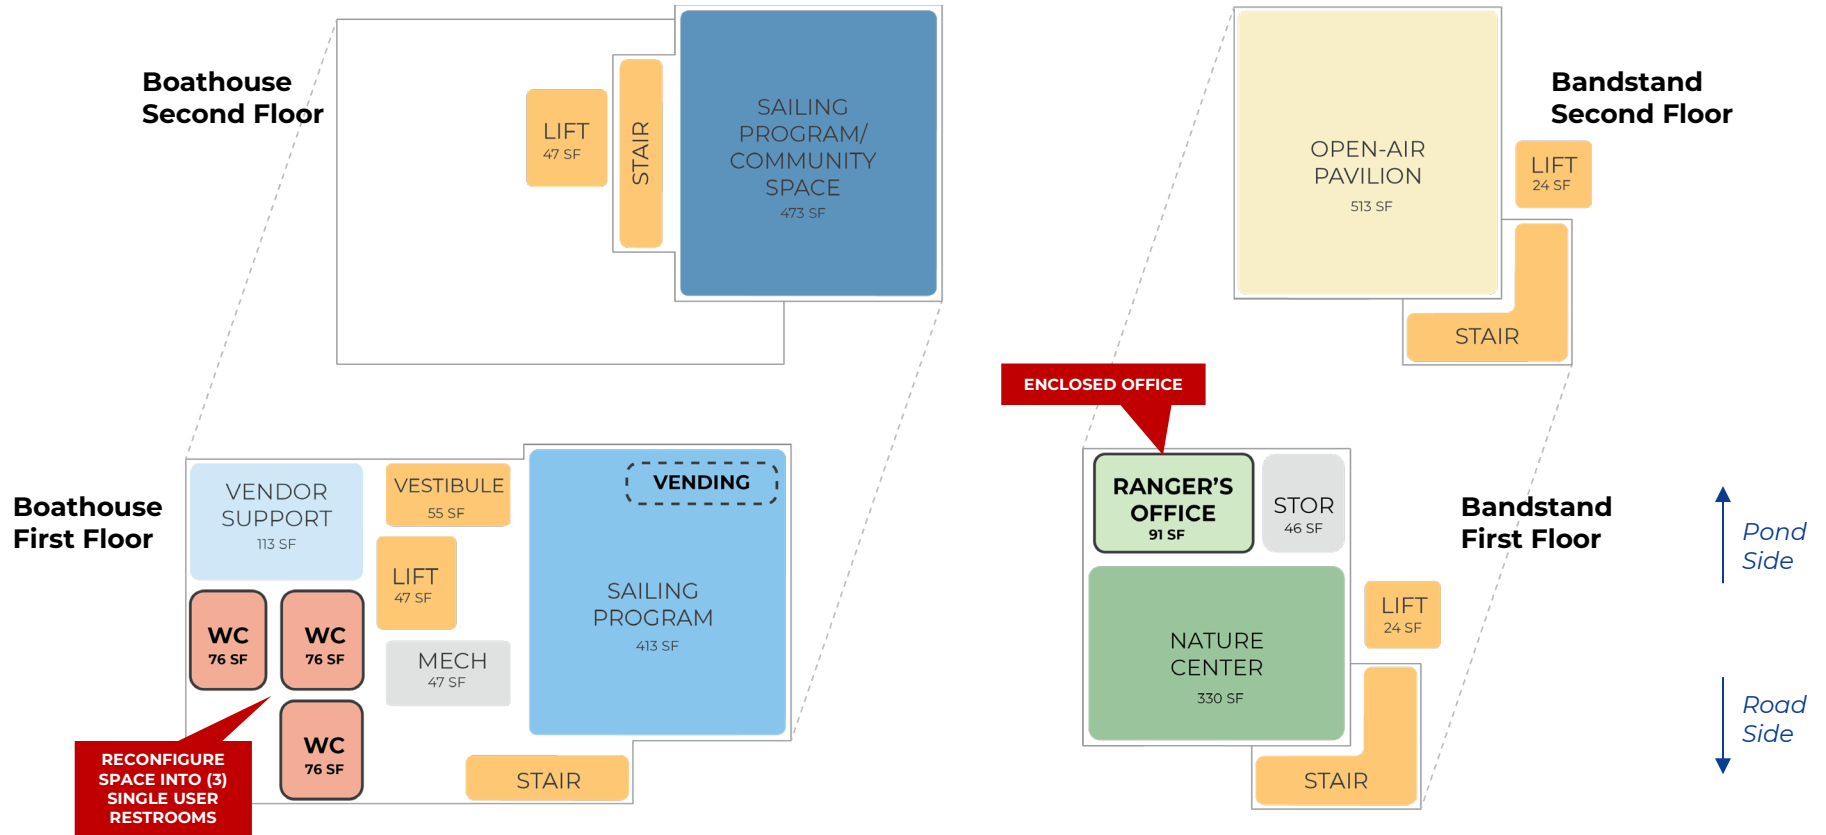 Boathouse
Second Floor
LIFT
47 SF
STAIR
SAILING
PROGRAM/
COMMUNITY
SPACE
473 SF
OPEN-AIR
PAVILION
513 SF
Bandstand
Second Floor
LIFT
24 SF
STAIR
ENCLOSED OFFICE
Boathouse
First Floor
VENDOR
SUPPORT
113 SF
VESTIBULE
55 SF
LIFT
47 SF
WC
76 SF
WC
76 SF
WC
76 SF
MECH
47 SF
VENDING
SAILING
PROGRAM
413 SF
STAIR
RECONFIGURE
SPACE INTO (3)
SINGLE USER
RESTROOMS
RANGER'S
OFFICE
91 SF
STOR
46 SF
NATURE
CENTER
330 SF
Bandstand
First Floor
LIFT
24 SF
STAIR
Pond
Side
Road
Side